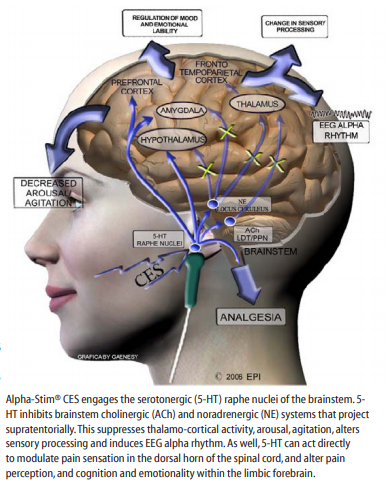 REGULATION OF MOOD
AND EMOTIONAL
LABILITY
CHANGE IN SENSORY
PROCESSING
FRONTO
TEMPOPARIETAL
CORTEX
PREFRONTAL
CORTEX
AMYGDALA
THALAMUS
HYPOTHALAMUS
EEG ALPHA
RHYTHM
DECREASED
AROUSAL
AGITATION
NE
LOCUS CERULEUS
5-HT
RAPHE NUCLEI
ACh
LDT/PPN
BRAINSTEM
CES
ANALGESIA
GRAFICA BY GAENESY
© 2006 EPI
Alpha-Stim® CES engages the serotonergic (5-HT) raphe nuclei of the brainstem. 5-
HT inhibits brainstem cholinergic (ACh) and noradrenergic (NE) systems that project
supratentorially. This suppresses thalamo-cortical activity, arousal, agitation, alters
sensory processing and induces EEG alpha rhythm. As well, 5-HT can act directly
to modulate pain sensation in the dorsal horn of the spinal cord, and alter pain
perception, and cognition and emotionality within the limbic forebrain.